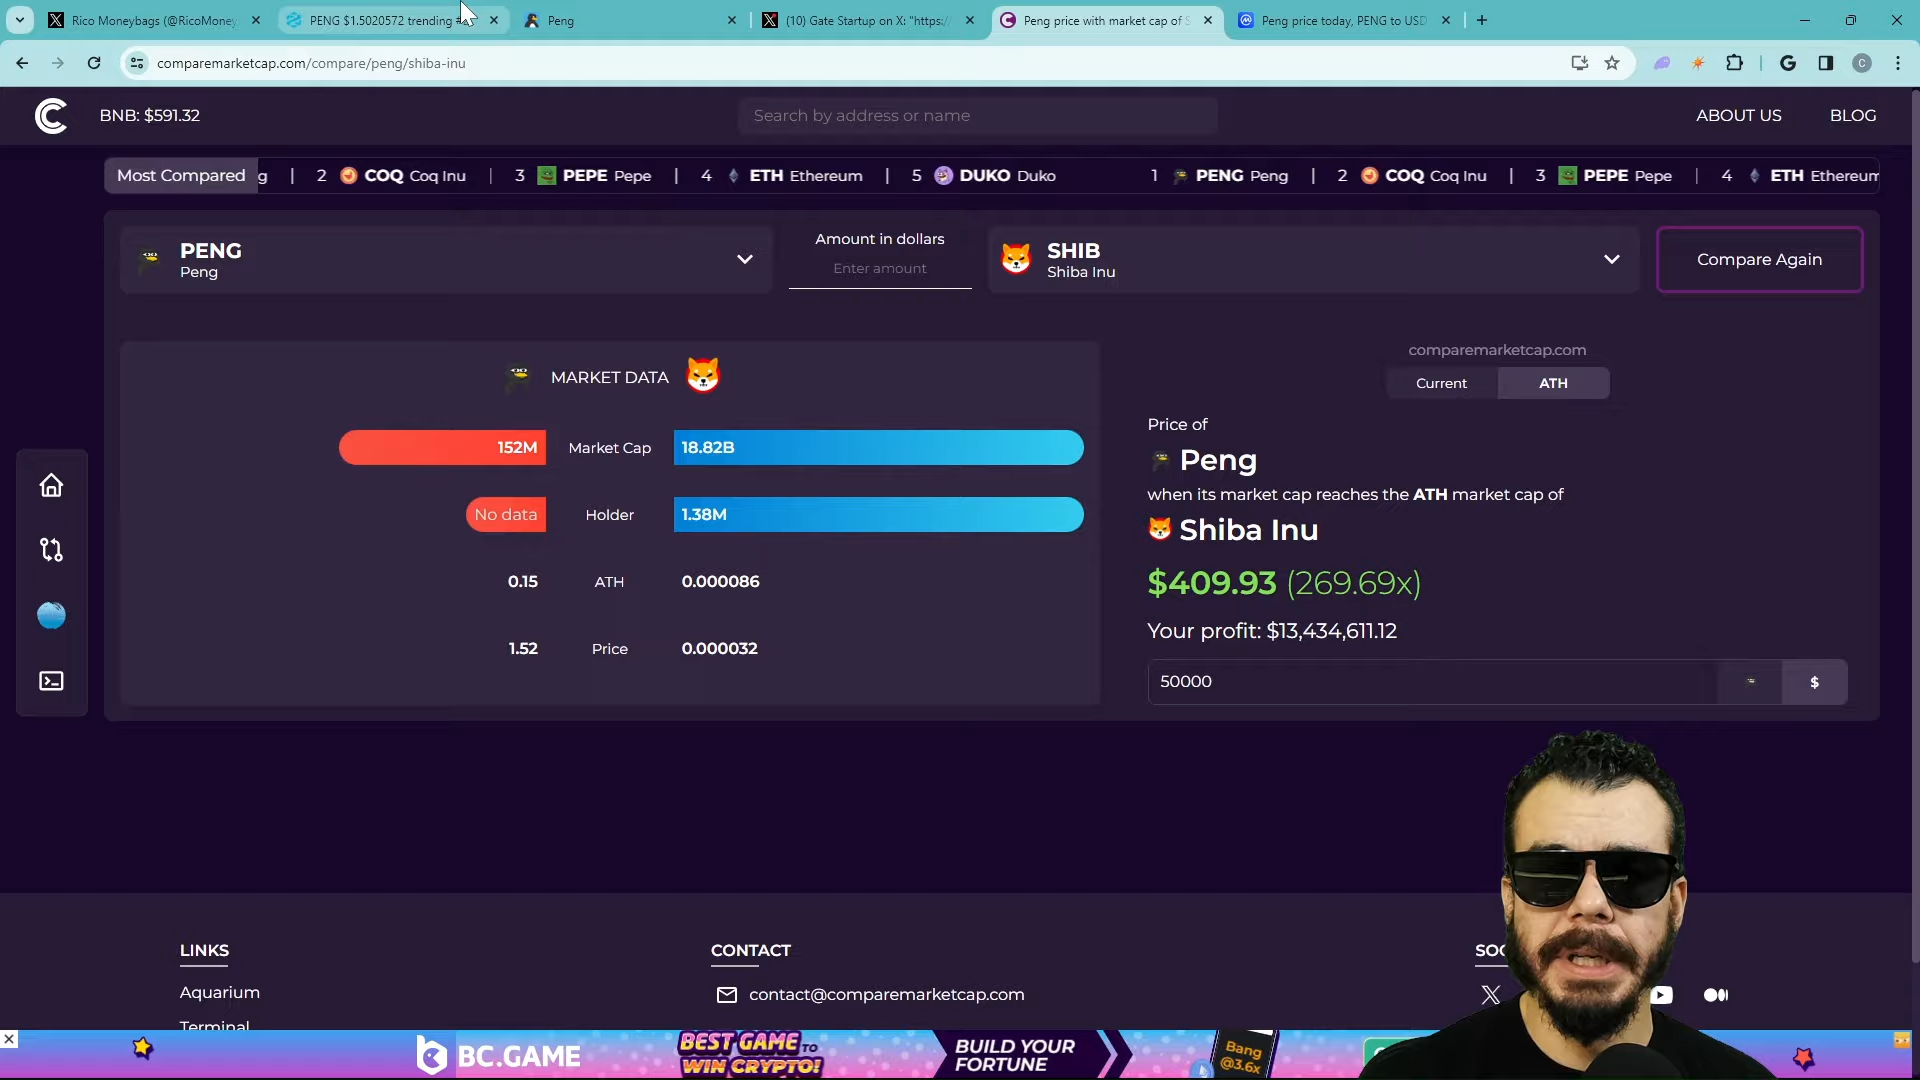 Rico Moneybags (@RicoMoney
PENG $1.5020572 trending #
Peng
(10) Gate Startup on X: "https:/
Peng price with market cap of S
Peng price today, PENG to USD
comparemarketcap.com/compare/peng/shiba-inu
BNB: $591.32
Search by address or name
ABOUT US
BLOG
Most Compared
g | 2 COQ Coq Inu | 3 PEPE Pepe | 4 ETH Ethereum | 5 DUKO Duko 1 PENG Peng | 2 COQ Coq Inu | 3 PEPE Pepe | 4 ETH Ethereum
PENG
Peng
Amount in dollars
Enter amount
SHIB
Shiba Inu
Compare Again
MARKET DATA
152M Market Cap 18.82B
No data Holder 1.38M
0.15 ATH 0.000086
1.52 Price 0.000032
comparemarketcap.com
Current ATH
Price of
Peng
when its market cap reaches the ATH market cap of
Shiba Inu
$409.93 (269.69x)
Your profit: $13,434,611.12
50000
$
LINKS
Aquarium
Terminal
CONTACT
contact@comparemarketcap.com
SOC
BC.GAME
BEST GAME TO
WIN CRYPTO!
BUILD YOUR
FORTUNE
Bang
@3.6x